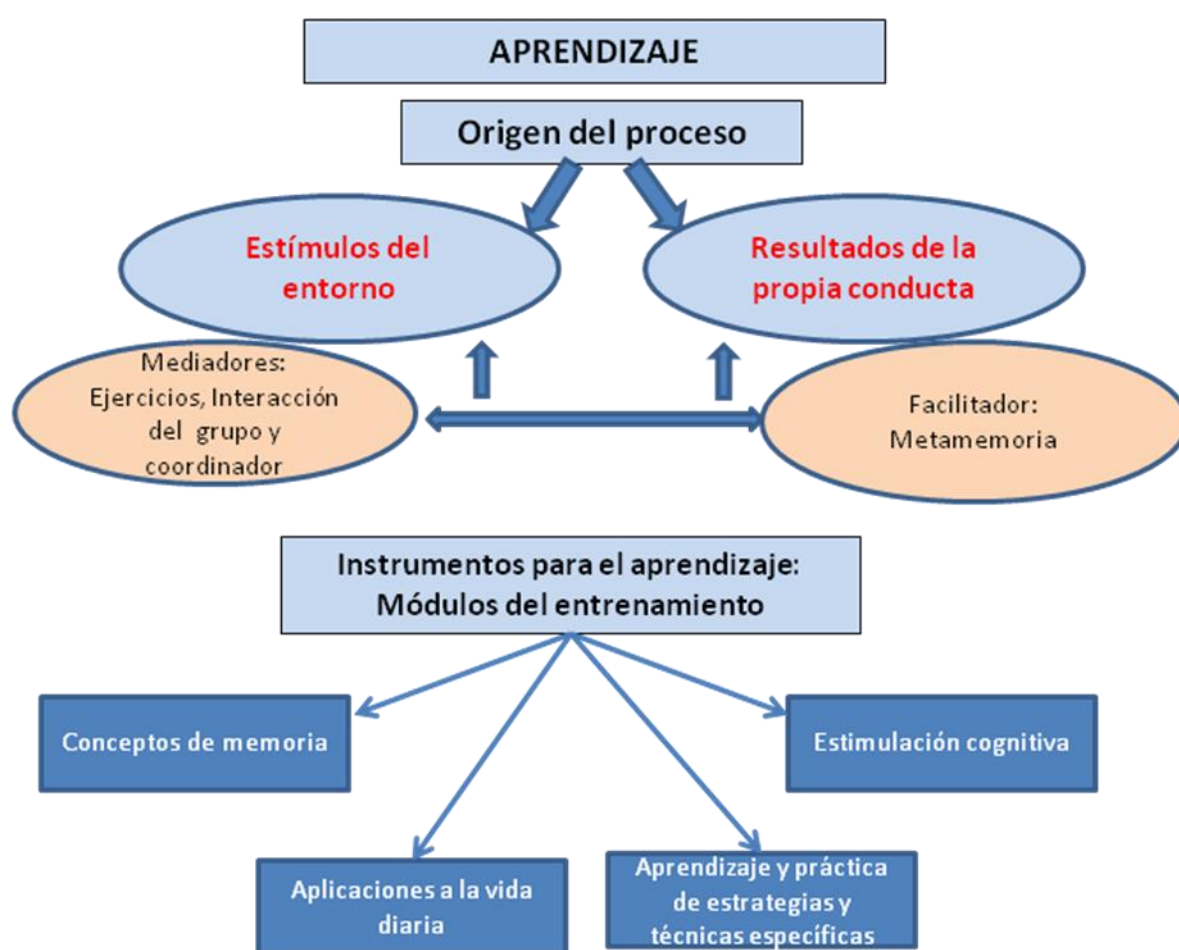 APRENDIZAJE
Origen del proceso
Estímulos del
entorno
Resultados de la
propia conducta
Mediadores:
Ejercicios, Interacción
del grupo y
coordinador
Facilitador:
Metamemoria
Instrumentos para el aprendizaje:
Módulos del entrenamiento
Conceptos de memoria
Estimulación cognitiva
Aplicaciones a la vida
diaria
Aprendizaje y práctica
de estrategias y
técnicas específicas